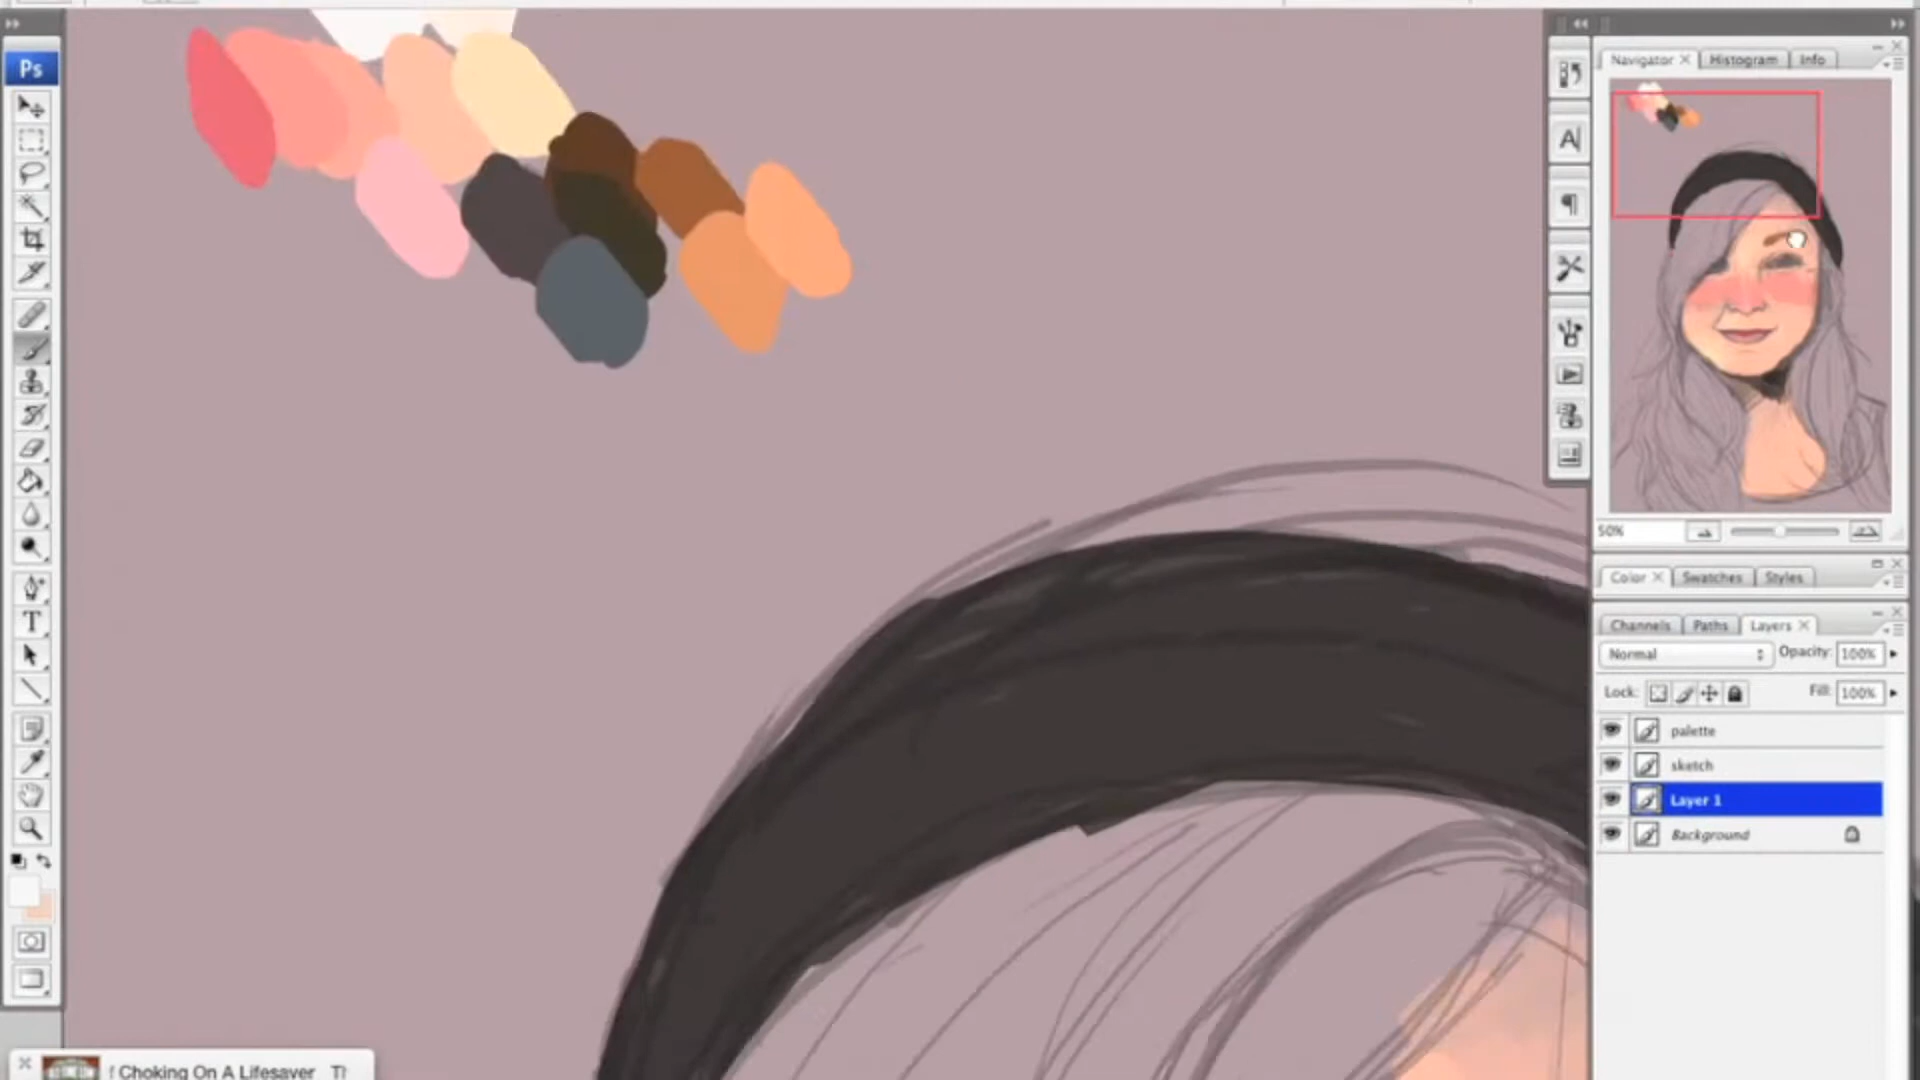 Ps
Navigator Histogram Info
A
50%
Color Swatches Styles
Channels Paths Layers
Normal Opacity: 100%
Lock: Fill: 100%
palette
sketch
Layer 1
Background
T
Choking On A Lifesaver